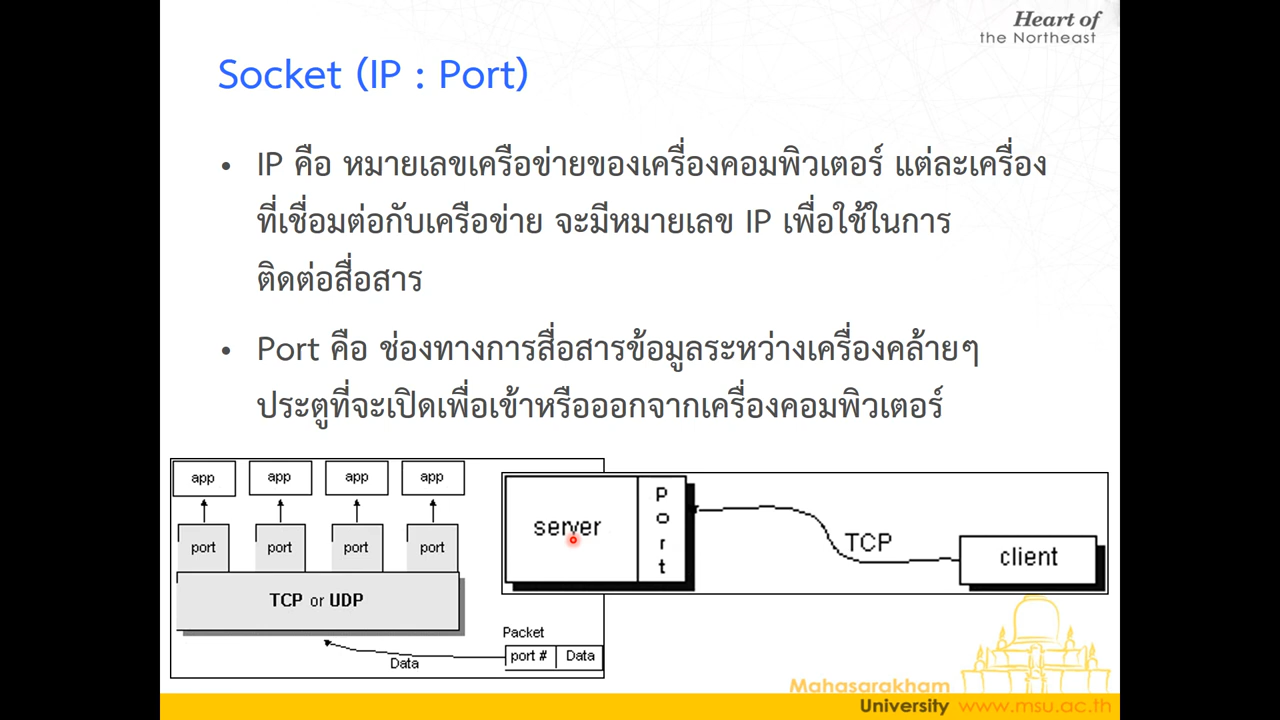 Heart of
the Northeast
Socket (IP : Port)
• IP คือ หมายเลขเครือข่ายของเครื่องคอมพิวเตอร์ แต่ละเครื่อง
ที่เชื่อมต่อกับเครือข่าย จะมีหมายเลข IP เพื่อใช้ในการ
ติดต่อสื่อสาร
• Port คือ ช่องทางการสื่อสารข้อมูลระหว่างเครื่องคล้ายๆ
ประตูที่จะเปิดเพื่อเข้าหรือออกจากเครื่องคอมพิวเตอร์
app app app app
port port port port
TCP or UDP
Packet
port # Data
Data
server
Port
TCP
client
Mahasarakham
University www.msu.ac.th